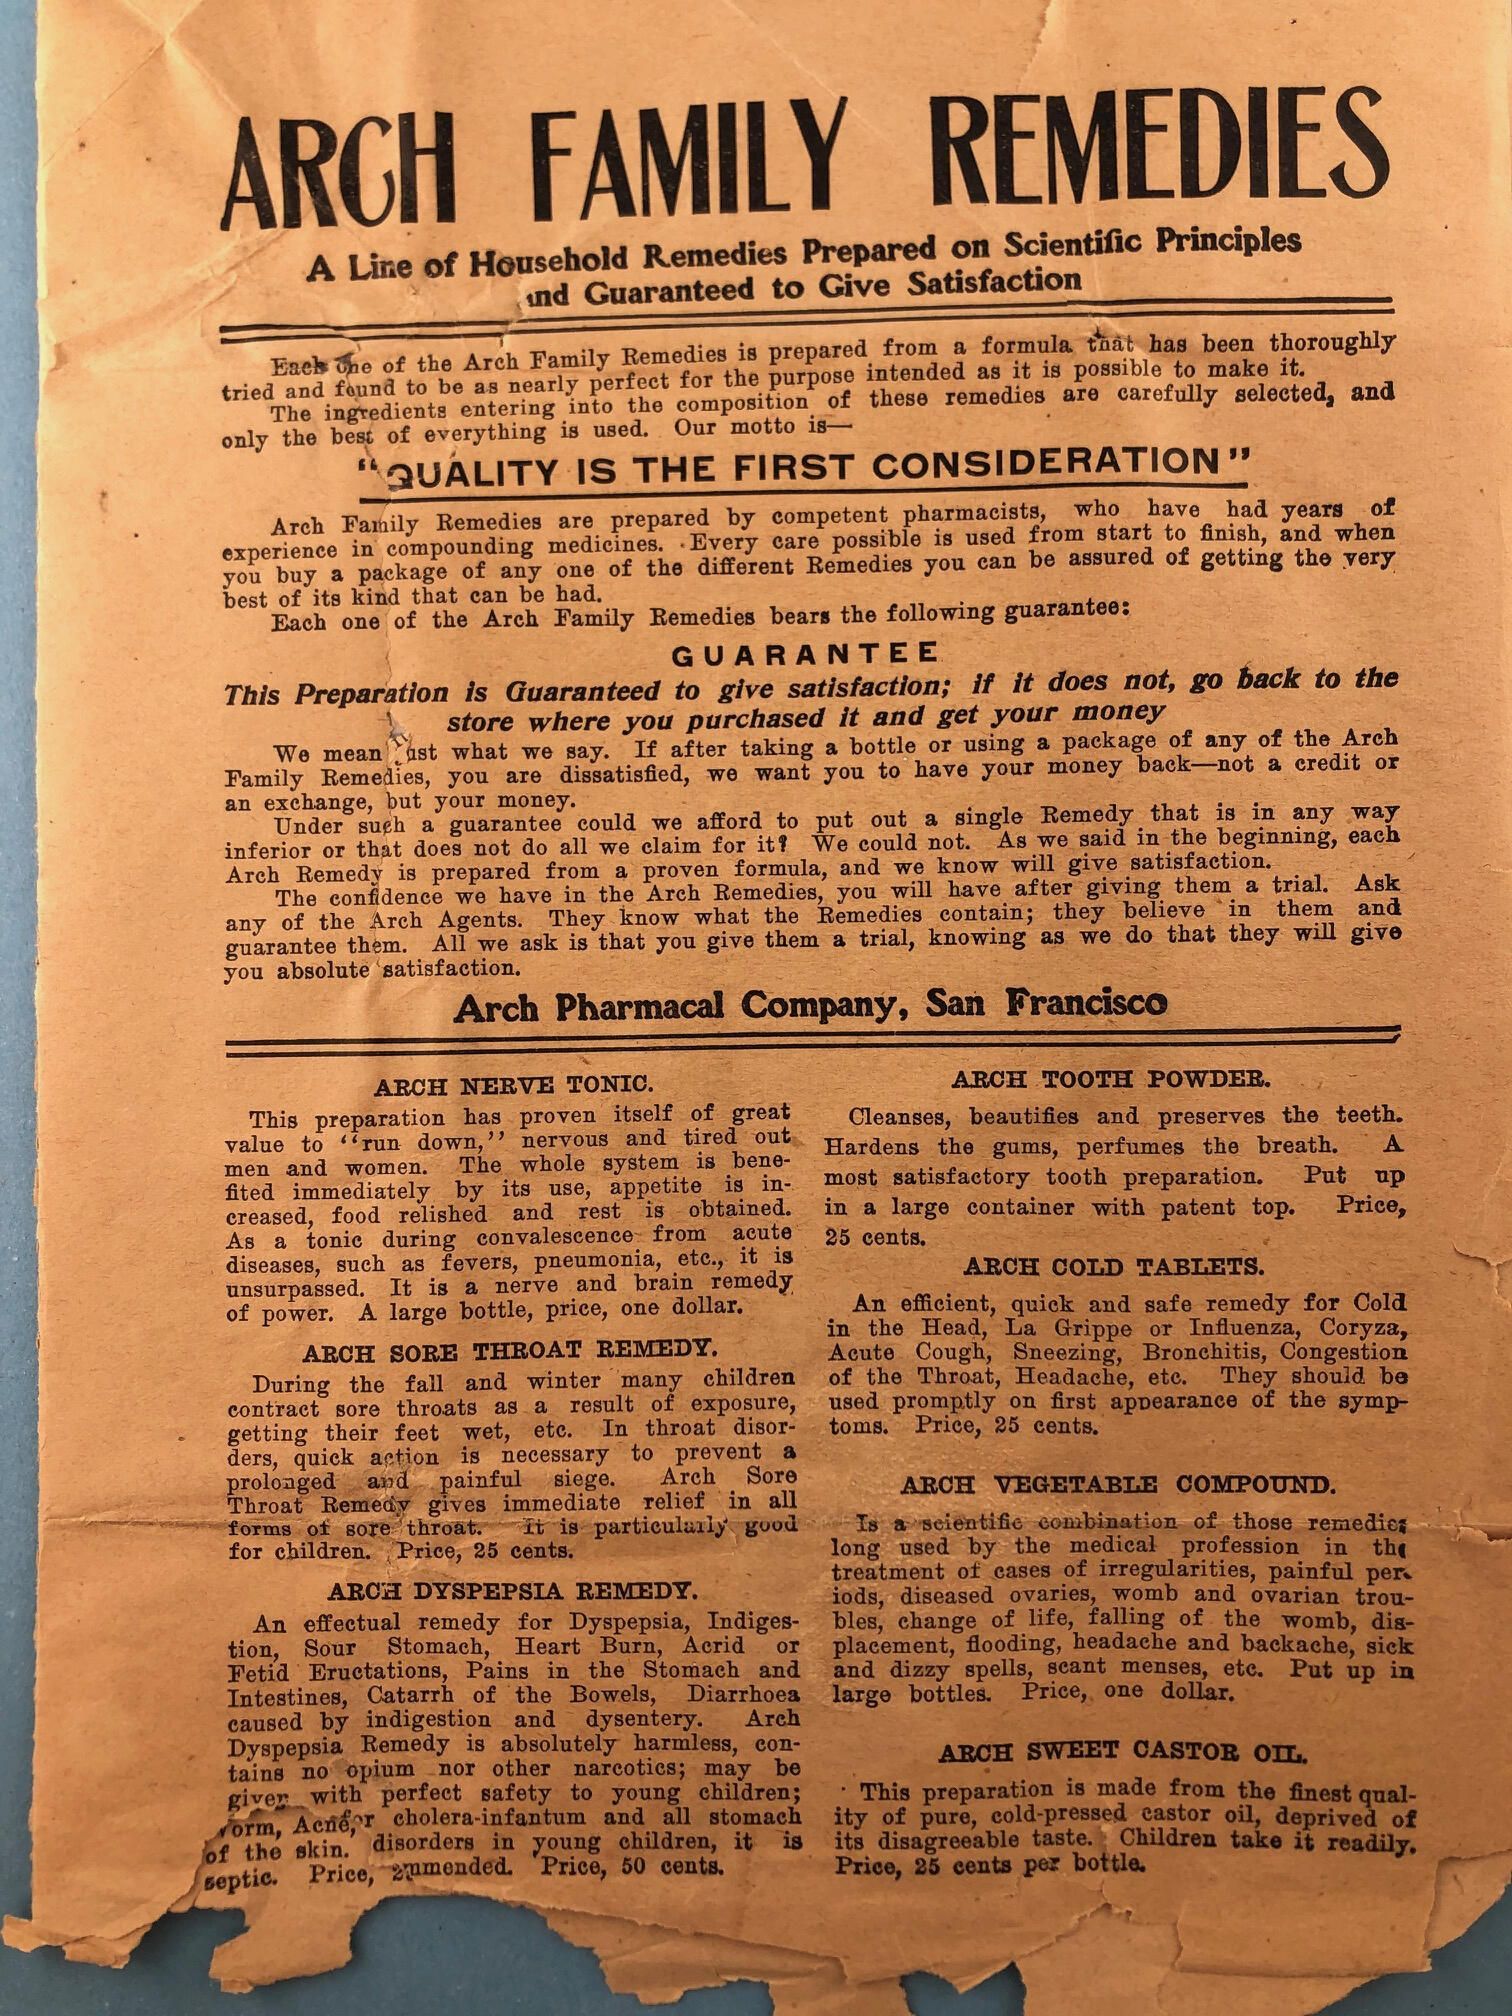 ARCH FAMILY REMEDIES
A Line of Household Remedies Prepared on Scientific Principles
and Guaranteed to Give Satisfaction
Each one of the Arch Family Remedies is prepared from a formula that has been thoroughly
tried and found to be as nearly perfect for the purpose intended as it is possible to make it.
The ingredients entering into the composition of these remedies are carefully selected, and
only the best of everything is used. Our motto is—
"QUALITY IS THE FIRST CONSIDERATION"
Arch Family Remedies are prepared by competent pharmacists, who have had years of
experience in compounding medicines. Every care possible is used from start to finish, and when
you buy a package of any one of the different Remedies you can be assured of getting the very
best of its kind that can be had.
Each one of the Arch Family Remedies bears the following guarantee:
GUARANTEE
This Preparation is Guaranteed to give satisfaction; if it does not, go back to the
store where you purchased it and get your money
We mean just what we say. If after taking a bottle or using a package of any of the Arch
Family Remedies, you are dissatisfied, we want you to have your money back—not a credit or
an exchange, but your money.
Under such a guarantee could we afford to put out a single Remedy that is in any way
inferior or that does not do all we claim for it? We could not. As we said in the beginning, each
Arch Remedy is prepared from a proven formula, and we know will give satisfaction.
The confidence we have in the Arch Remedies, you will have after giving them a trial. Ask
any of the Arch Agents. They know what the Remedies contain; they believe in them and
guarantee them. All we ask is that you give them a trial, knowing as we do that they will give
you absolute satisfaction.
Arch Pharmacal Company, San Francisco
ARCH NERVE TONIC.
This preparation has proven itself of great
value to "run down," nervous and tired out
men and women. The whole system is bene-
fited immediately by its use, appetite is in-
creased, food relished and rest is obtained.
As a tonic during convalescence from acute
diseases, such as fevers, pneumonia, etc., it is
unsurpassed. It is a nerve and brain remedy
of power. A large bottle, price, one dollar.
ARCH SORE THROAT REMEDY.
During the fall and winter many children
contract sore throats as a result of exposure,
getting their feet wet, etc. In throat disor-
ders, quick action is necessary to prevent a
prolonged and painful siege. Arch Sore
Throat Remedy gives immediate relief in all
forms of sore throat. It is particularly good
for children. Price, 25 cents.
ARCH DYSPEPSIA REMEDY.
An effectual remedy for Dyspepsia, Indiges-
tion, Sour Stomach, Heart Burn, Acrid or
Fetid Eructations, Pains in the Stomach and
Intestines, Catarrh of the Bowels, Diarrhoea
caused by indigestion and dysentery. Arch
Dyspepsia Remedy is absolutely harmless, con-
tains no opium nor other narcotics; may be
given with perfect safety to young children;
cholera-infantum and all stomach
disorders in young children, it is
Price, 50 cents.
Acne,
of the skin.
septic. Price,
ARCH TOOTH POWDER.
Cleanses, beautifies and preserves the teeth.
Hardens the gums, perfumes the breath. A
most satisfactory tooth preparation. Put up
in a large container with patent top. Price,
25 cents.
ARCH COLD TABLETS.
An efficient, quick and safe remedy for Cold
in the Head, La Grippe or Influenza, Coryza,
Acute Cough, Sneezing, Bronchitis, Congestion
of the Throat, Headache, etc. They should be
used promptly on first appearance of the symp-
toms. Price, 25 cents.
ARCH VEGETABLE COMPOUND.
Is a scientific combination of those remedies
long used by the medical profession in the
treatment of cases of irregularities, painful per-
iods, diseased ovaries, womb and ovarian trou-
bles, change of life, falling of the womb, dis-
placement, flooding, headache and backache, sick
and dizzy spells, scant menses, etc. Put up in
large bottles. Price, one dollar.
ARCH SWEET CASTOR OIL.
This preparation is made from the finest qual-
ity of pure, cold-pressed castor oil, deprived of
its disagreeable taste. Children take it readily.
Price, 25 cents per bottle.